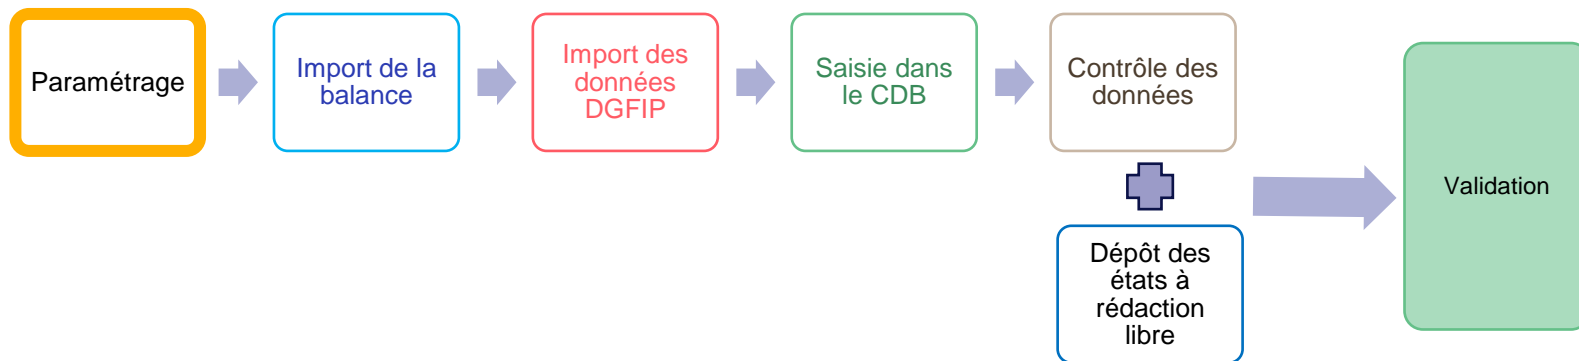 Paramétrage
Import de la
balance
Import des
données
DGFIP
Saisie dans
le CDB
Contrôle des
données
Dépôt des
états à
rédaction
libre
Validation